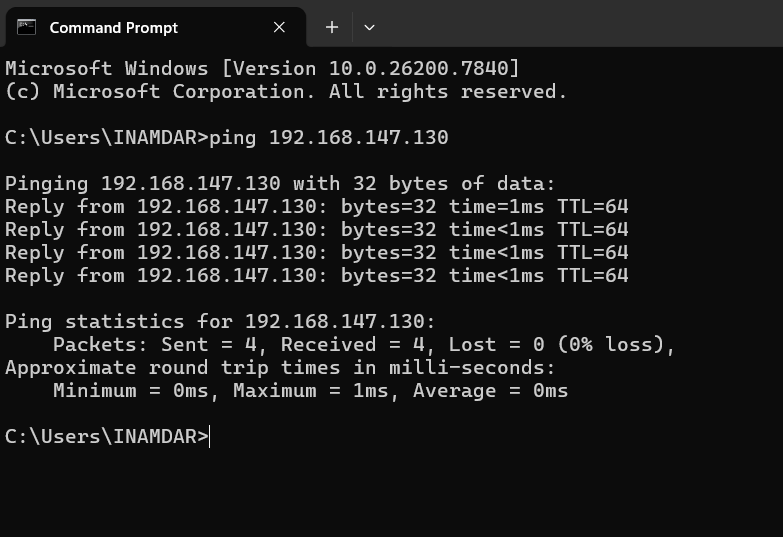 Command Prompt
Microsoft Windows [Version 10.0.26200.7840]
(c) Microsoft Corporation. All rights reserved.
C:\Users\INAMDAR>ping 192.168.147.130
Pinging 192.168.147.130 with 32 bytes of data:
Reply from 192.168.147.130: bytes=32 time=1ms TTL=64
Reply from 192.168.147.130: bytes=32 time<1ms TTL=64
Reply from 192.168.147.130: bytes=32 time<1ms TTL=64
Reply from 192.168.147.130: bytes=32 time<1ms TTL=64
Ping statistics for 192.168.147.130:
    Packets: Sent = 4, Received = 4, Lost = 0 (0% loss),
Approximate round trip times in milli-seconds:
    Minimum = 0ms, Maximum = 1ms, Average = 0ms
C:\Users\INAMDAR>